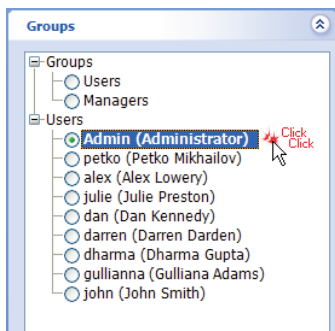 Groups
Groups
Users
Managers
Users
Admin (Administrator)
Click
Click
petko (Petko Mikhailov)
alex (Alex Lowery)
julie (Julie Preston)
dan (Dan Kennedy)
darren (Darren Darden)
dharma (Dharma Gupta)
gullianna (Gulliana Adams)
john (John Smith)